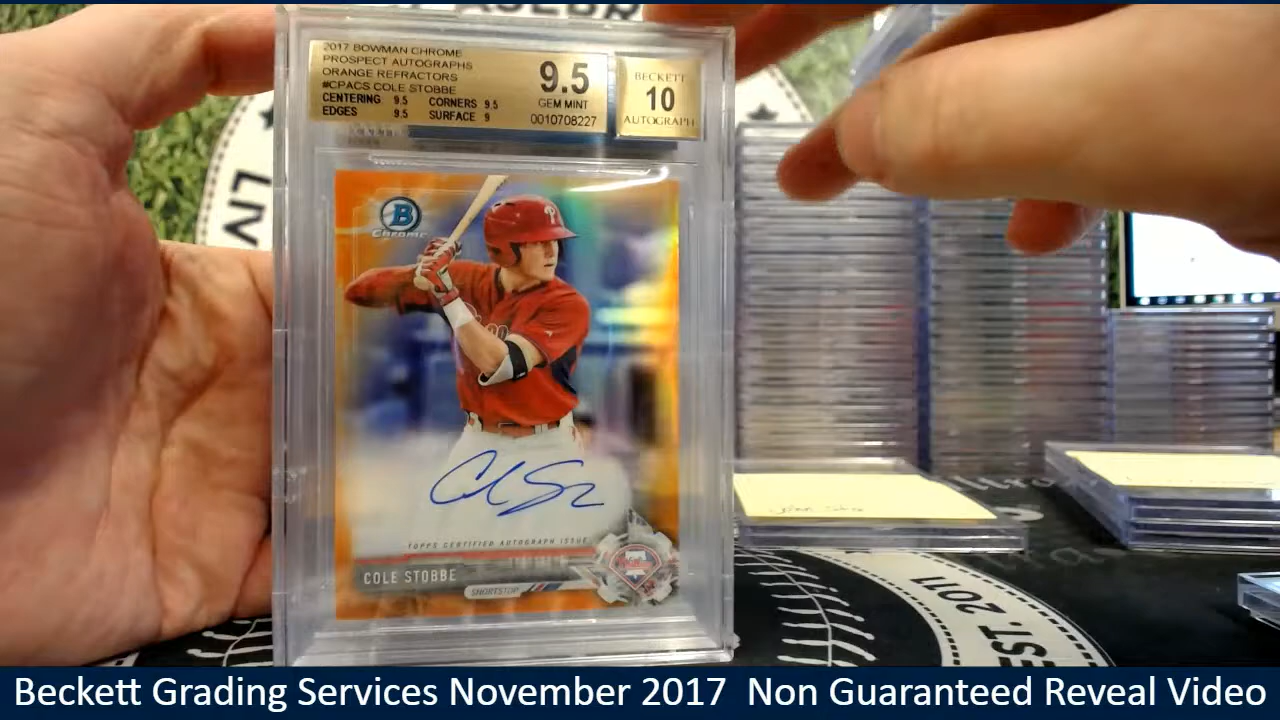 2017 BOWMAN CHROME
PROSPECT AUTOGRAPHS
ORANGE REFRACTORS
#CPACS COLE STOBBE
CENTERING 9.5 CORNERS 9.5
EDGES 9.5 SURFACE 9
9.5
GEM MINT
0010708227
BECKETT
10
AUTOGRAPH
LIV
B
Chrome
P
TOPPS CERTIFIED AUTOGRAPH ISSUE
COLE STOBBE
SHORTSTOP
EST. 2011
Beckett Grading Services November 2017 Non Guaranteed Reveal Video